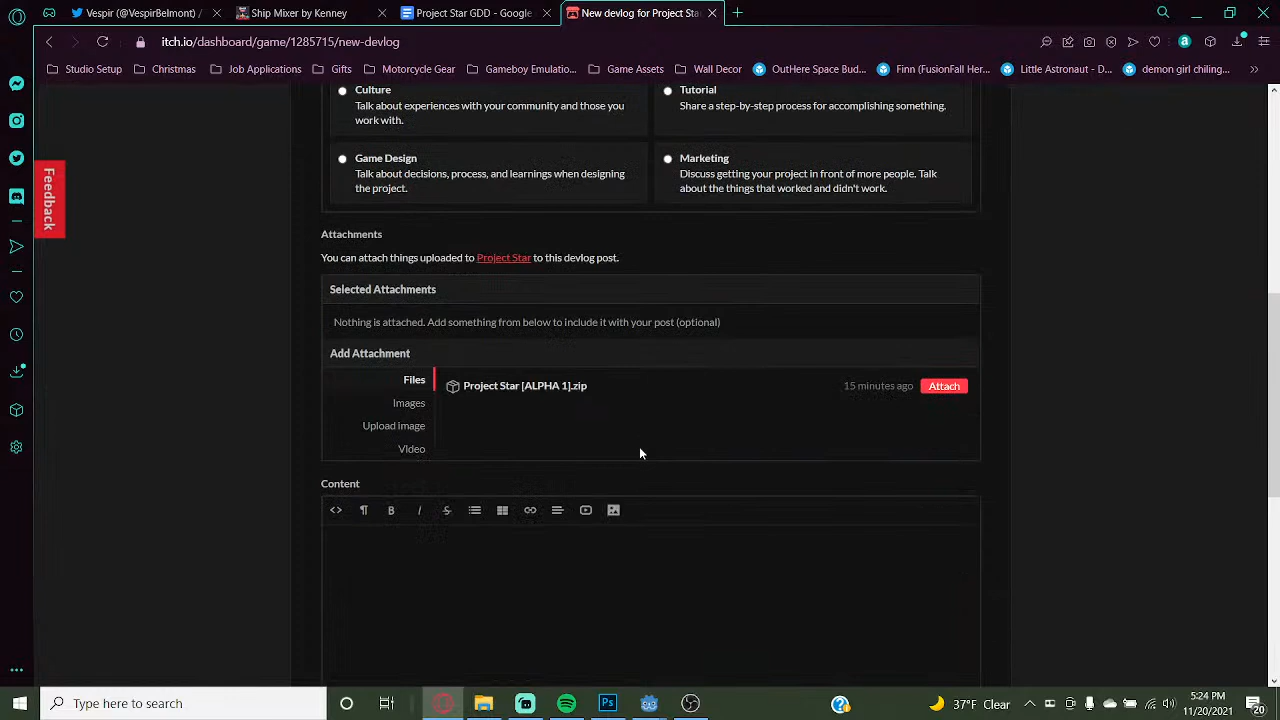 Vespir (@VespirBelmont) /
Ship Mixer by Kenney
Project Star GDD - Google
New devlog for Project Sta
itch.io/dashboard/game/1285715/new-devlog
Studio Setup
Christmas
Job Applications
Gifts
Motorcycle Gear
Gameboy Emulatio...
Game Assets
Wall Decor
OutHere Space Bud...
Finn (FusionFall Her...
Little Astronaut - D...
demon girl chiling...
Feedback
Culture
Talk about experiences with your community and those you
work with.
Tutorial
Share a step-by-step process for accomplishing something.
Game Design
Talk about decisions, process, and learnings when designing
the project.
Marketing
Discuss getting your project in front of more people. Talk
about the things that worked and didn't work.
Attachments
You can attach things uploaded to Project Star to this devlog post.
Selected Attachments
Nothing is attached. Add something from below to include it with your post (optional)
Add Attachment
Files
Images
Upload image
Video
Project Star [ALPHA 1].zip
15 minutes ago
Attach
Content
Type here to search
Ps
37°F Clear
5:24 PM
11/20/2021
20